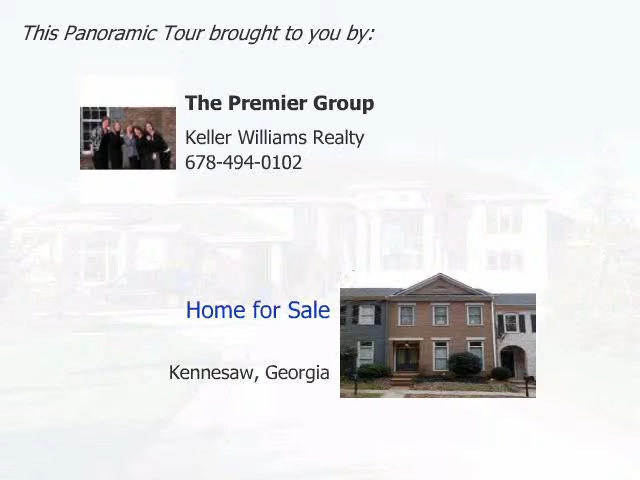 This Panoramic Tour brought to you by:
The Premier Group
Keller Williams Realty
678-494-0102
Home for Sale
Kennesaw, Georgia